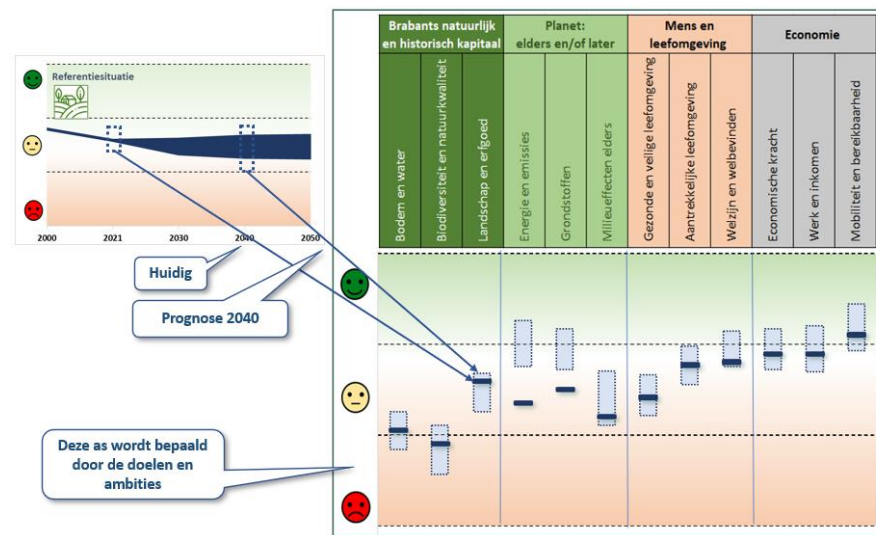 Referentiesituatie
2000 2021 2030 2040 2050
Huidig
Prognose 2040
Deze as wordt bepaald
door de doelen en
ambities
Brabants natuurlijk
en historisch kapitaal
Planet:
elders en/of later
Mens en
leefomgeving
Economie
Bodem en water
Biodiversiteit en natuurkwaliteit
Landschap en erfgoed
Energie en emissies
Grondstoffen
Milieueffecten elders
Gezonde en veilige leefomgeving
Aantrekkelijke leefomgeving
Welzijn en welbevinden
Economische kracht
Werk en inkomen
Mobiliteit en bereikbaarheid